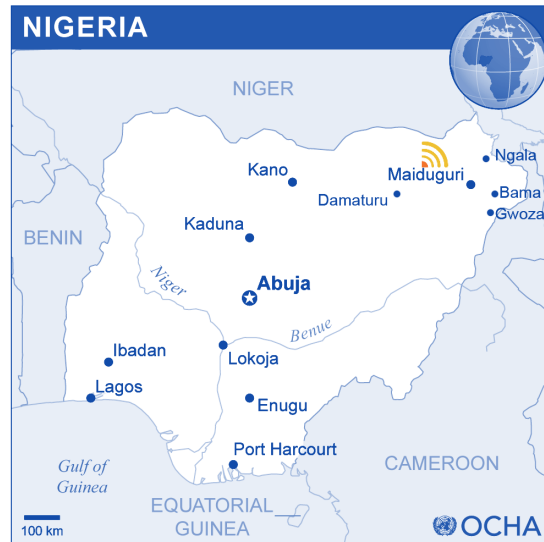 NIGERIA
NIGER
Ngala
Kano
Maiduguri
Damaturu
Bama
Gwoza
Kaduna
BENIN
Niger
Abuja
Benue
Ibadan
Lokoja
Lagos
Enugu
Port Harcourt
CAMEROON
Gulf of
Guinea
EQUATORIAL
GUINEA
100 km
OCHA